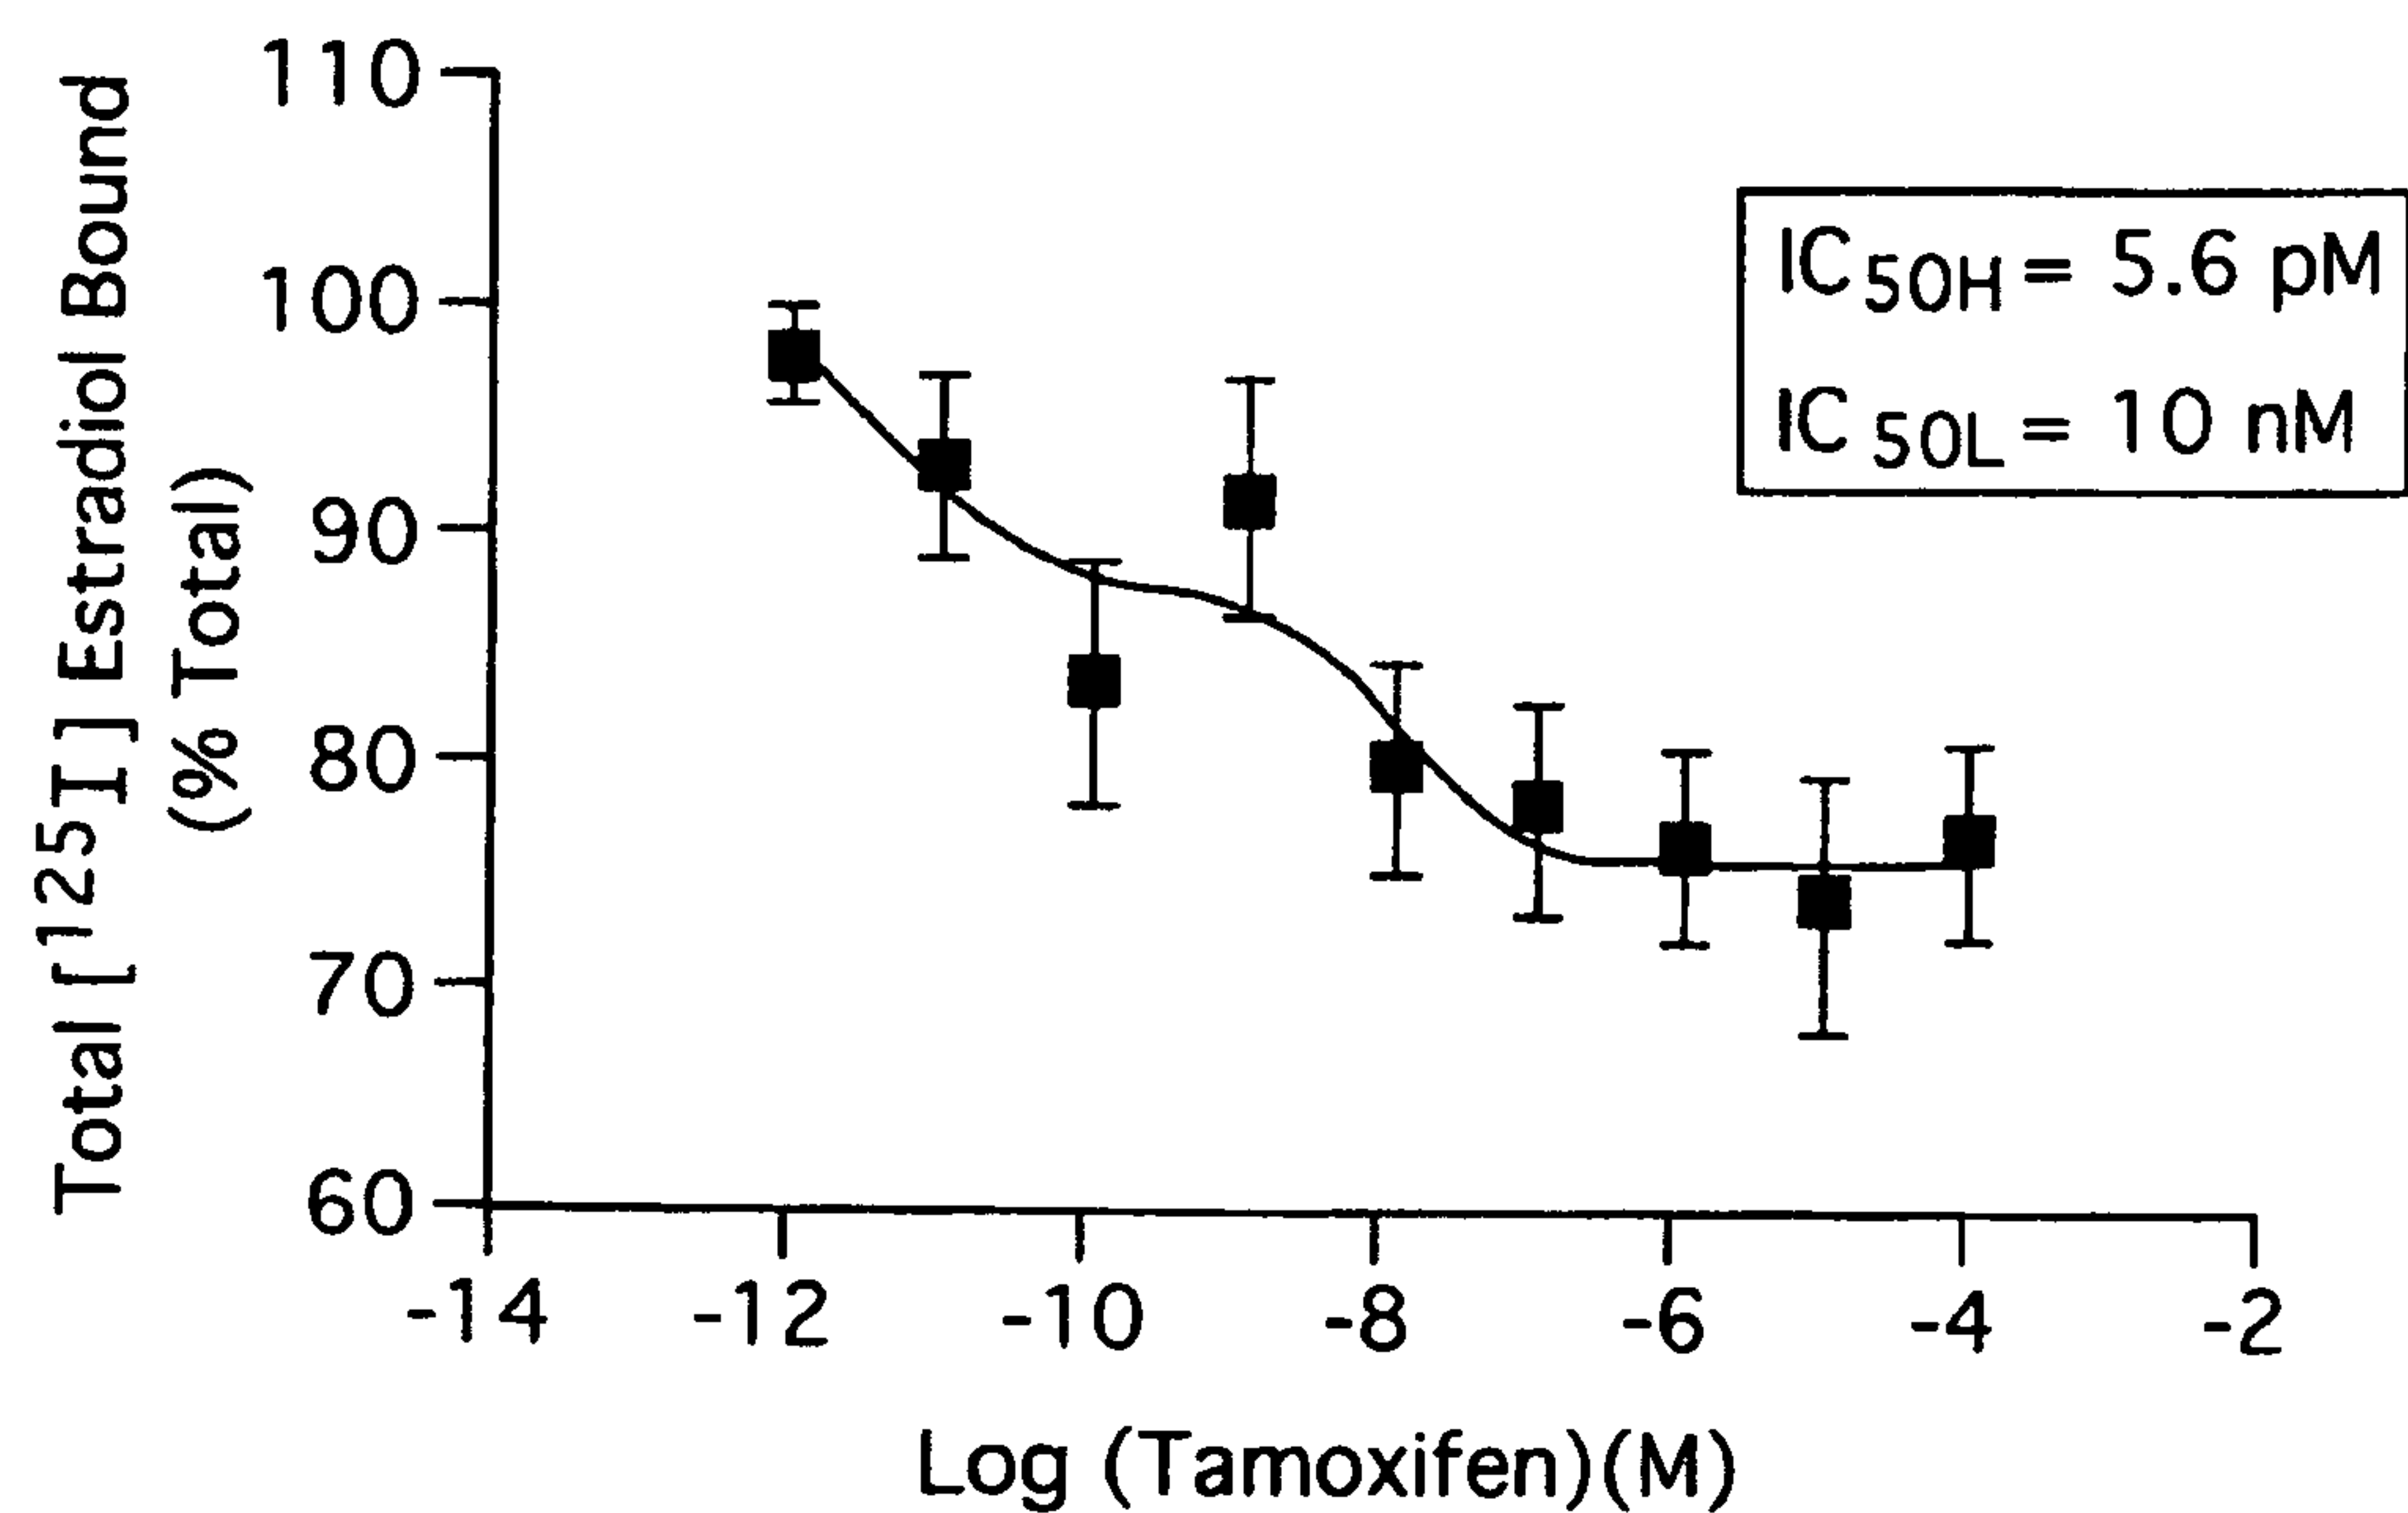 Total [¹²⁵I] Estradiol Bound
(% Total)
110
100
90
80
70
60
-14
-12
-10
-8
-6
-4
-2
Log (Tamoxifen)(M)
IC50H = 5.6 pM
IC50L = 10 nM